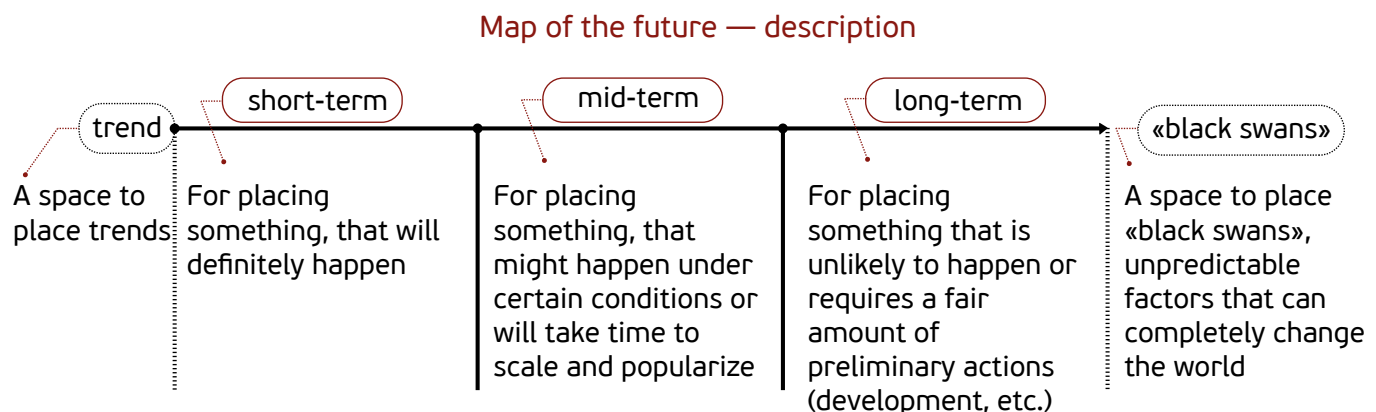 Map of the future — description
trend
short-term
mid-term
long-term
«black swans»
A space to
place trends
For placing
something, that will
definitely happen
For placing
something, that
might happen under
certain conditions or
will take time to
scale and popularize
For placing
something that is
unlikely to happen or
requires a fair
amount of
preliminary actions
(development, etc.)
A space to place
«black swans»,
unpredictable
factors that can
completely change
the world